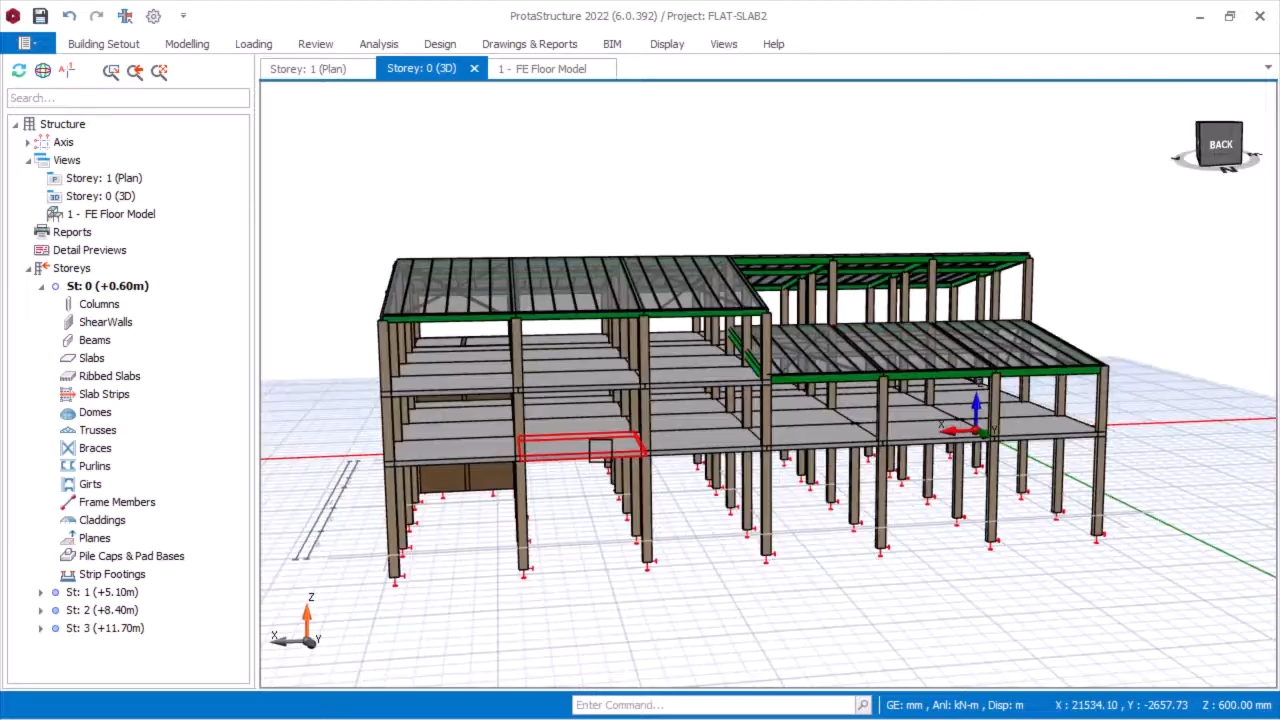 ProtaStructure 2022 (6.0.392) / Project: FLAT-SLAB2
Building Setout Modelling Loading Review Analysis Design Drawings & Reports BIM Display Views Help
Storey: 1 (Plan) Storey: 0 (3D) 1 - FE Floor Model
Search...
Structure
Axis
Views
Storey: 1 (Plan)
Storey: 0 (3D)
1 - FE Floor Model
Reports
Detail Previews
Storeys
St: 0 (+0.60m)
Columns
ShearWalls
Beams
Slabs
Ribbed Slabs
Slab Strips
Domes
Trusses
Braces
Purlins
Girts
Frame Members
Claddings
Planes
Pile Caps & Pad Bases
Strip Footings
St: 1 (+5.10m)
St: 2 (+8.40m)
St: 3 (+11.70m)
BACK
N
X Y
Z
X Y
Enter Command...
GE: mm , Anl: kN-m , Disp: m
X : 21534.10 , Y : -2657.73 Z : 600.00 mm